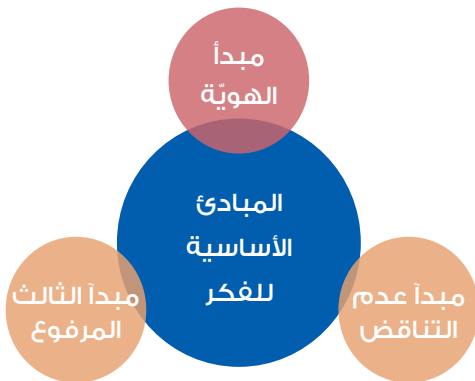 مبدأ
الهويّة
المبادئ
الأساسية
للفكر
مبدآ عدم
التناقض
مبدآ الثالث
المرفوع